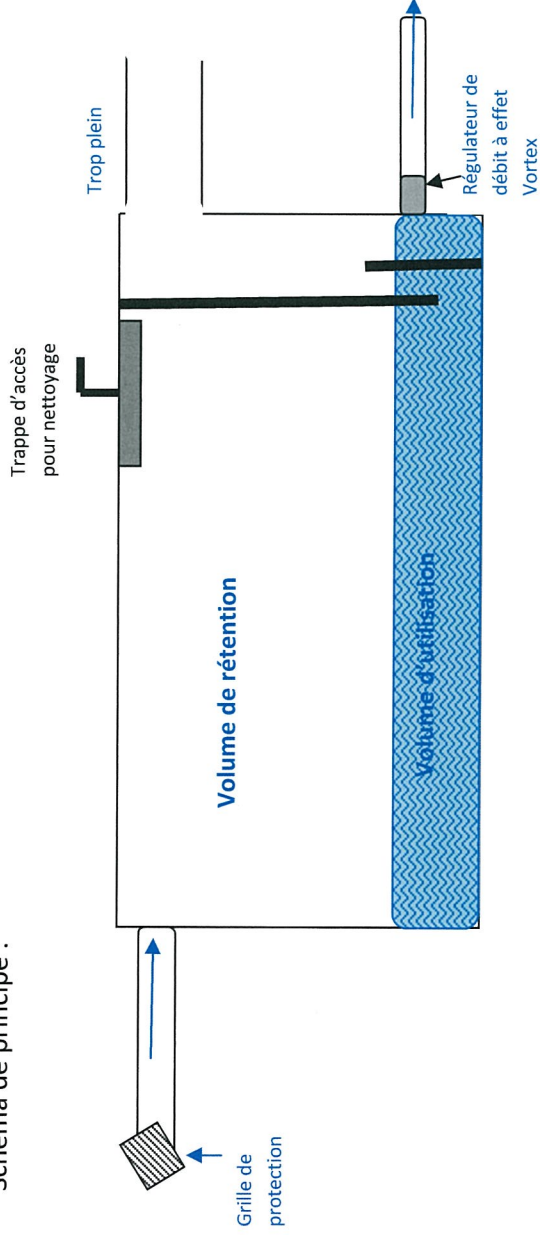 Schéma de principe :
Trappe d'accès
pour nettoyage
Trop plein
Volume de rétention
Volume d'utilisation
Grille de
protection
Régulateur de
débit à effet
Vortex